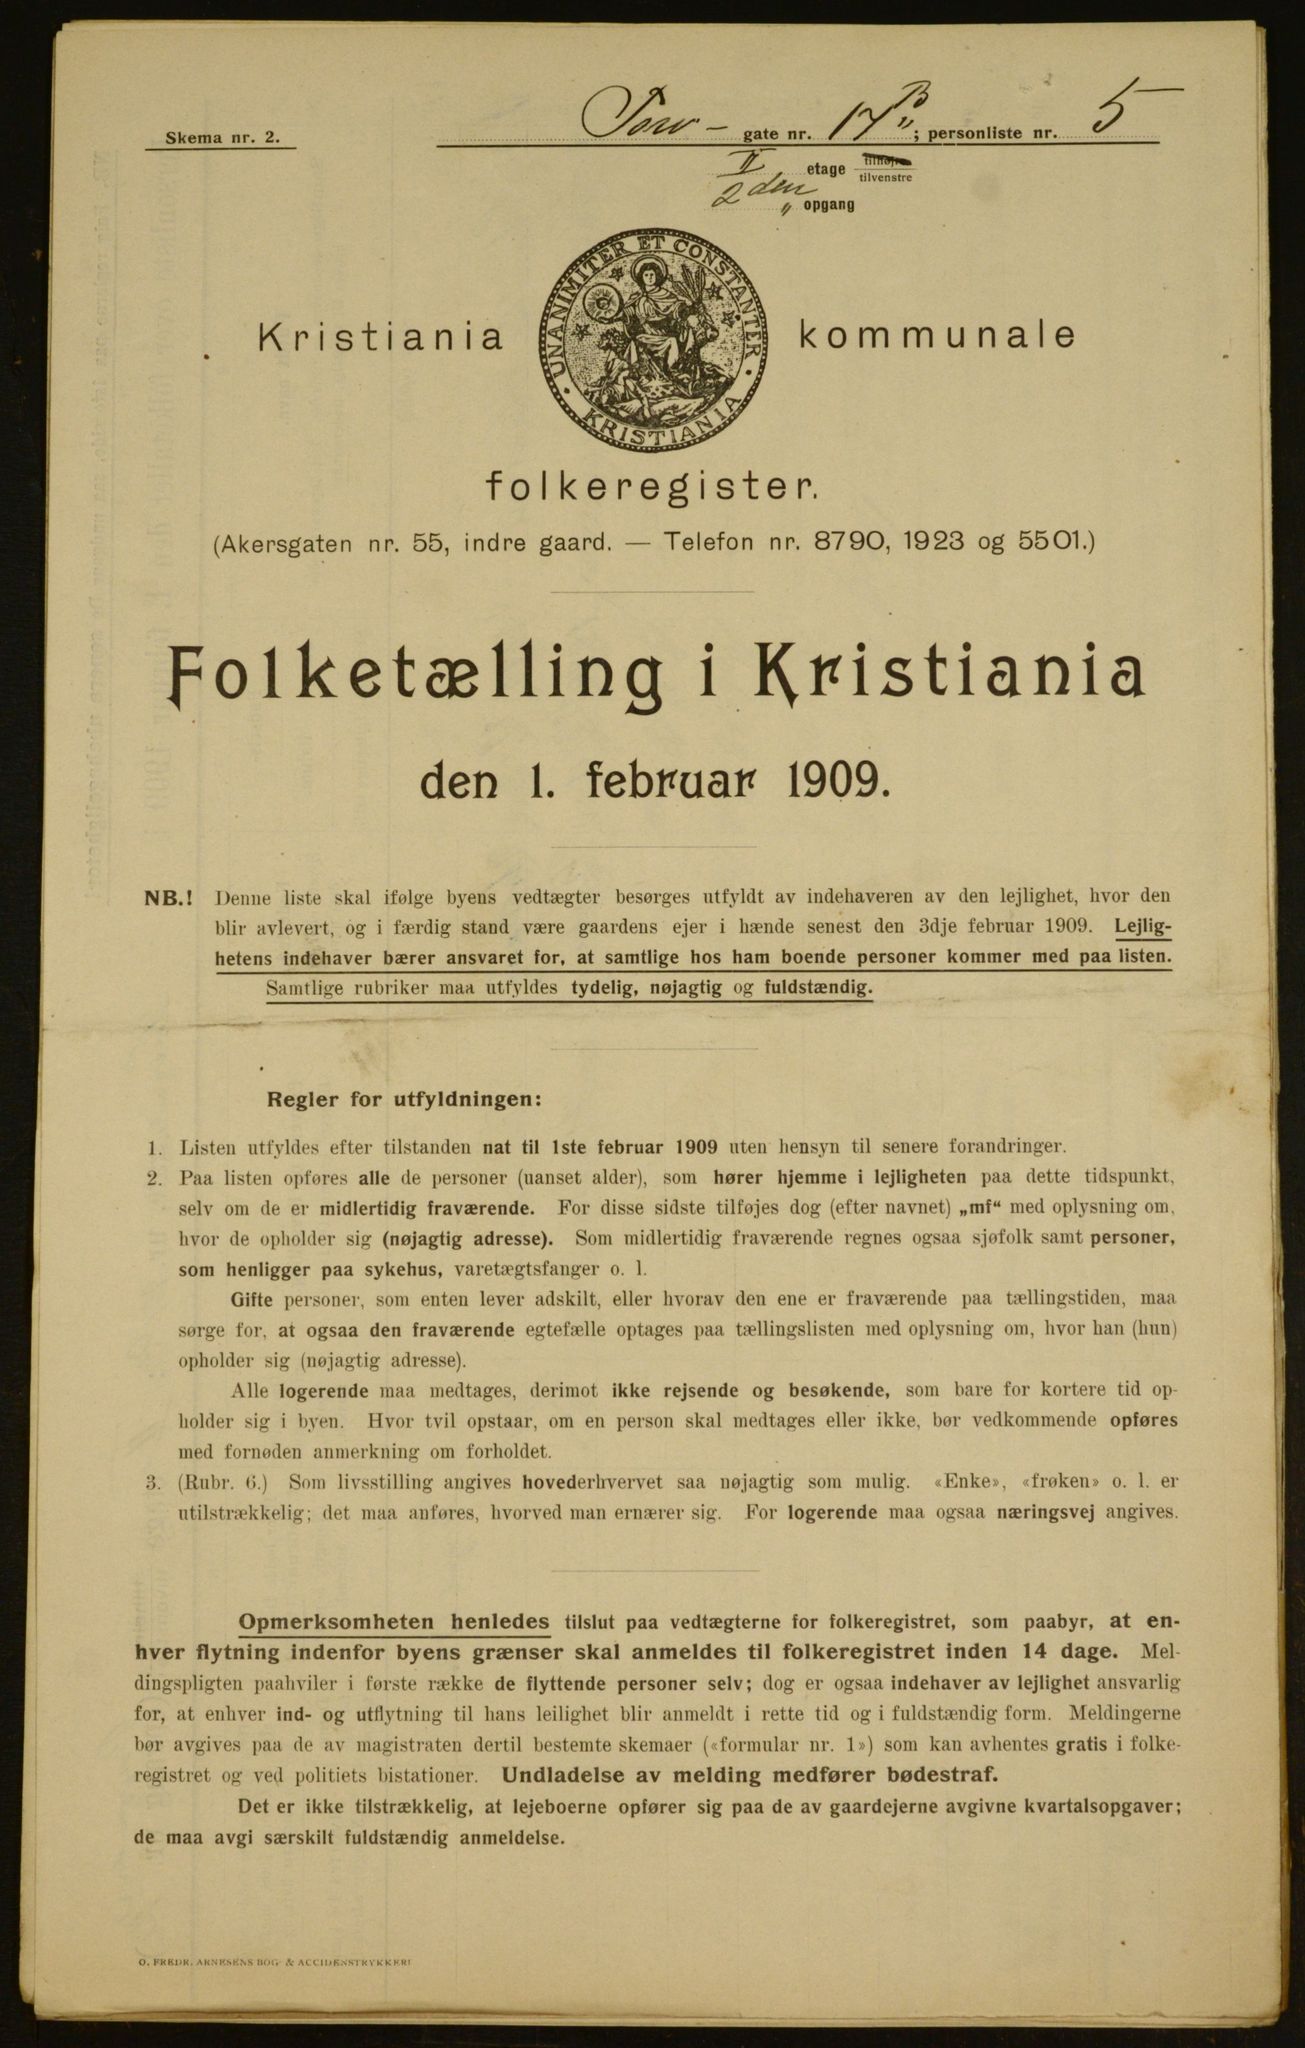 Skema nr. 2.
Torv- gate nr. 17 B"; personliste nr. 5
II etage tilhøjre tilvenstre
2den " opgang
UNANIMITER ET CONSTANTER
KRISTIANIA
Kristiania kommunale
folkeregister.
(Akersgaten nr. 55, indre gaard. — Telefon nr. 8790, 1923 og 5501.)
Folketælling i Kristiania
den 1. februar 1909.
NB.! Denne liste skal ifølge byens vedtægter besørges utfyldt av indehaveren av den lejlighet, hvor den
blir avlevert, og i færdig stand være gaardens ejer i hænde senest den 3dje februar 1909. Lejlig-
hetens indehaver bærer ansvaret for, at samtlige hos ham boende personer kommer med paa listen.
Samtlige rubriker maa utfyldes tydelig, nøjagtig og fuldstændig.
Regler for utfyldningen:
1. Listen utfyldes efter tilstanden nat til 1ste februar 1909 uten hensyn til senere forandringer.
2. Paa listen opføres alle de personer (uanset alder), som hører hjemme i lejligheten paa dette tidspunkt,
selv om de er midlertidig fraværende. For disse sidste tilføjes dog (efter navnet) „mf“ med oplysning om,
hvor de opholder sig (nøjagtig adresse). Som midlertidig fraværende regnes ogsaa sjøfolk samt personer,
som henligger paa sykehus, varetægtsfanger o. l.
Gifte personer, som enten lever adskilt, eller hvorav den ene er fraværende paa tællingstiden, maa
sørge for, at ogsaa den fraværende egtefælle optages paa tællingslisten med oplysning om, hvor han (hun)
opholder sig (nøjagtig adresse).
Alle logerende maa medtages, derimot ikke rejsende og besøkende, som bare for kortere tid op-
holder sig i byen. Hvor tvil opstaar, om en person skal medtages eller ikke, bør vedkommende opføres
med fornøden anmerkning om forholdet.
3. (Rubr. 6.) Som livsstilling angives hovederhvervet saa nøjagtig som mulig. «Enke», «frøken» o. l. er
utilstrækkelig; det maa anføres, hvorved man ernærer sig. For logerende maa ogsaa næringsvej angives.
Opmerksomheten henledes tilslut paa vedtægterne for folkeregistret, som paabyr, at en-
hver flytning indenfor byens grænser skal anmeldes til folkeregistret inden 14 dage. Mel-
dingspligten paahviler i første række de flyttende personer selv; dog er ogsaa indehaver av lejlighet ansvarlig
for, at enhver ind- og utflytning til hans leilighet blir anmeldt i rette tid og i fuldstændig form. Meldingerne
bør avgives paa de av magistraten dertil bestemte skemaer («formular nr. 1») som kan avhentes gratis i folke-
registret og ved politiets bistationer. Undladelse av melding medfører bødestraf.
Det er ikke tilstrækkelig, at lejeboerne opfører sig paa de av gaardejerne avgivne kvartalsopgaver;
de maa avgi særskilt fuldstændig anmeldelse.
O. FREDR. ARNESENS BOG- & ACCIDENSTRYKKERI